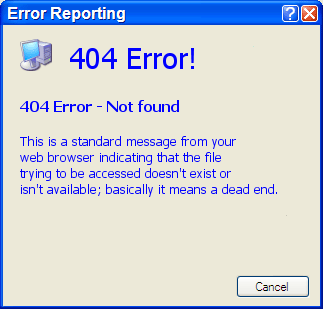 Error Reporting
404 Error!
404 Error - Not found
This is a standard message from your
web browser indicating that the file
trying to be accessed doesn't exist or
isn't available; basically it means a dead end.
Cancel